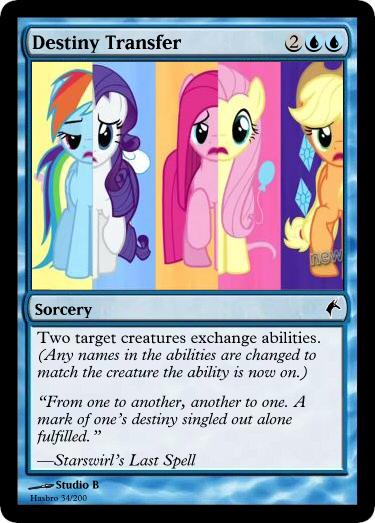 Destiny Transfer 2
new
Sorcery
Two target creatures exchange abilities.
(Any names in the abilities are changed to
match the creature the ability is now on.)
“From one to another, another to one. A
mark of one’s destiny singled out alone
fulfilled.”
—Starswirl’s Last Spell
Studio B
Hasbro 34/200